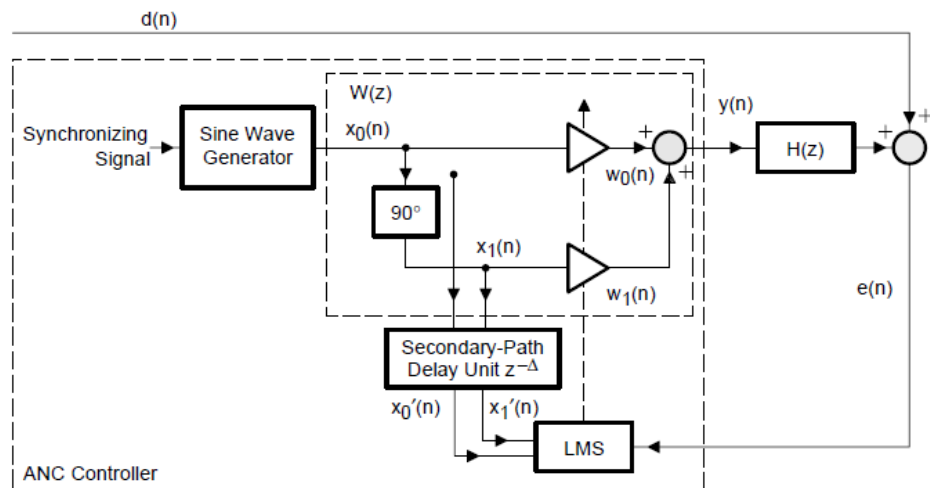 d(n)
W(z)
Synchronizing
Signal
Sine Wave
Generator
x0(n)
90°
x1(n)
+
w0(n)
+
w1(n)
y(n)
H(z)
+
+
e(n)
Secondary-Path
Delay Unit z−Δ
x0′(n)
x1′(n)
LMS
ANC Controller